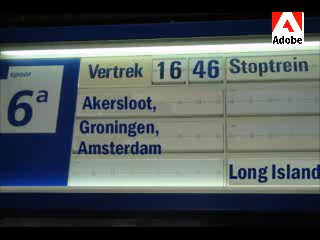 Adobe
spoor
6a
Vertrek 16 46 Stoptrein
Akersloot,
Groningen,
Amsterdam
Long Island